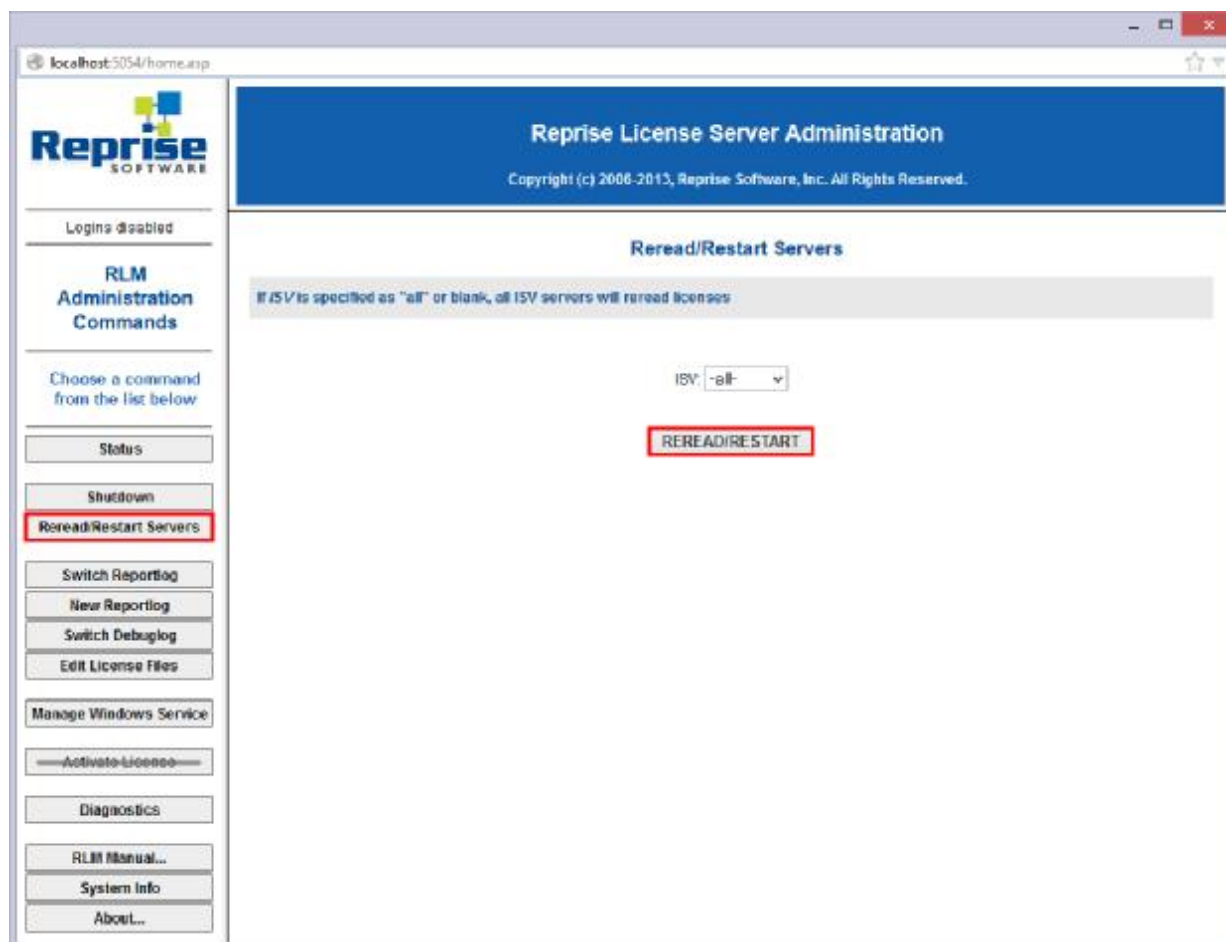 localhost:5054/home.asp
Reprise
SOFTWARE
Reprise License Server Administration
Copyright (c) 2006-2013, Reprise Software, Inc. All Rights Reserved.
Logins disabled
RLM
Administration
Commands
Choose a command
from the list below
Status
Shutdown
Reread/Restart Servers
Switch Reportlog
New Reportlog
Switch Debuglog
Edit License Files
Manage Windows Service
Activate License
Diagnostics
RLM Manual...
System Info
About...
Reread/Restart Servers
If ISV is specified as "all" or blank, all ISV servers will reread licenses
ISV: -all-
REREAD/RESTART